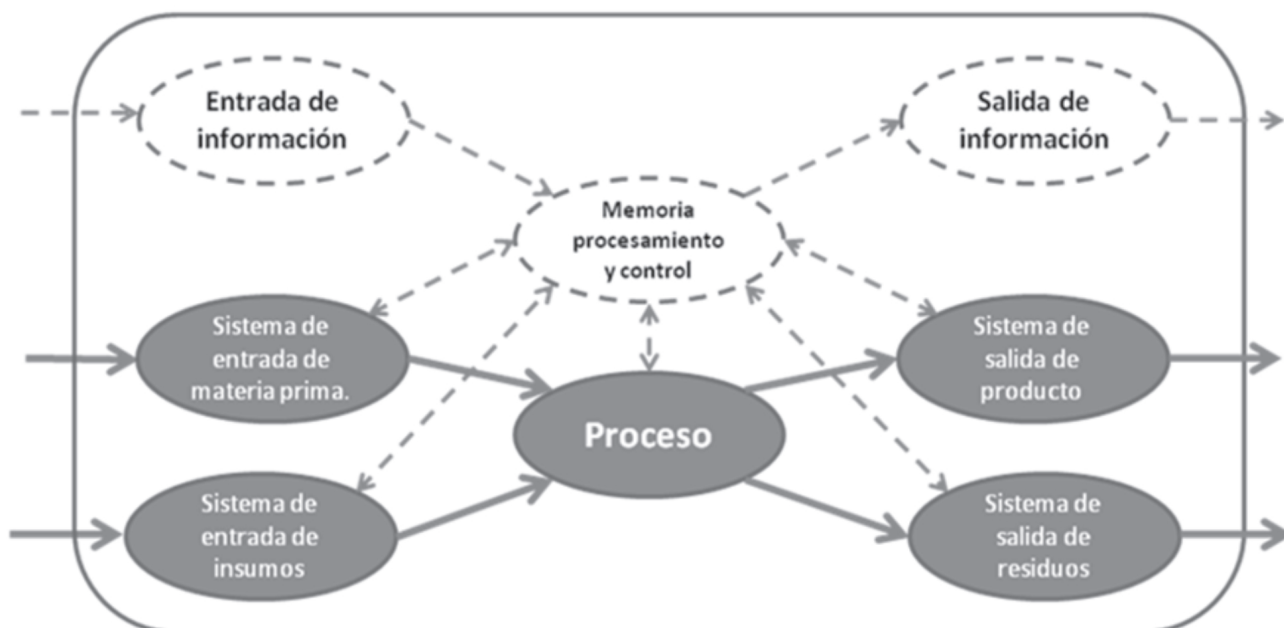 Entrada de
información
Salida de
información
Memoria
procesamiento
y control
Sistema de
entrada de
materia prima.
Sistema de
salida de
producto
Proceso
Sistema de
entrada de
insumos
Sistema de
salida de
residuos